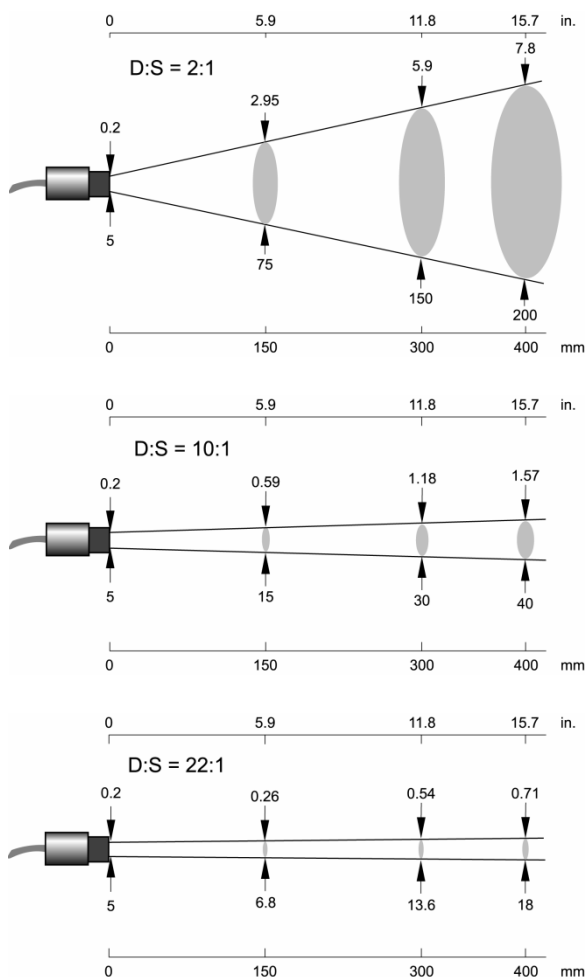 0 5.9 11.8 15.7 in.
D:S = 2:1
7.8
5.9
2.95
0.2
5
75
150
200
0 150 300 400 mm
0 5.9 11.8 15.7 in.
D:S = 10:1
0.2 0.59 1.18 1.57
5 15 30 40
0 150 300 400 mm
0 5.9 11.8 15.7 in.
D:S = 22:1
0.2 0.26 0.54 0.71
5 6.8 13.6 18
0 150 300 400 mm